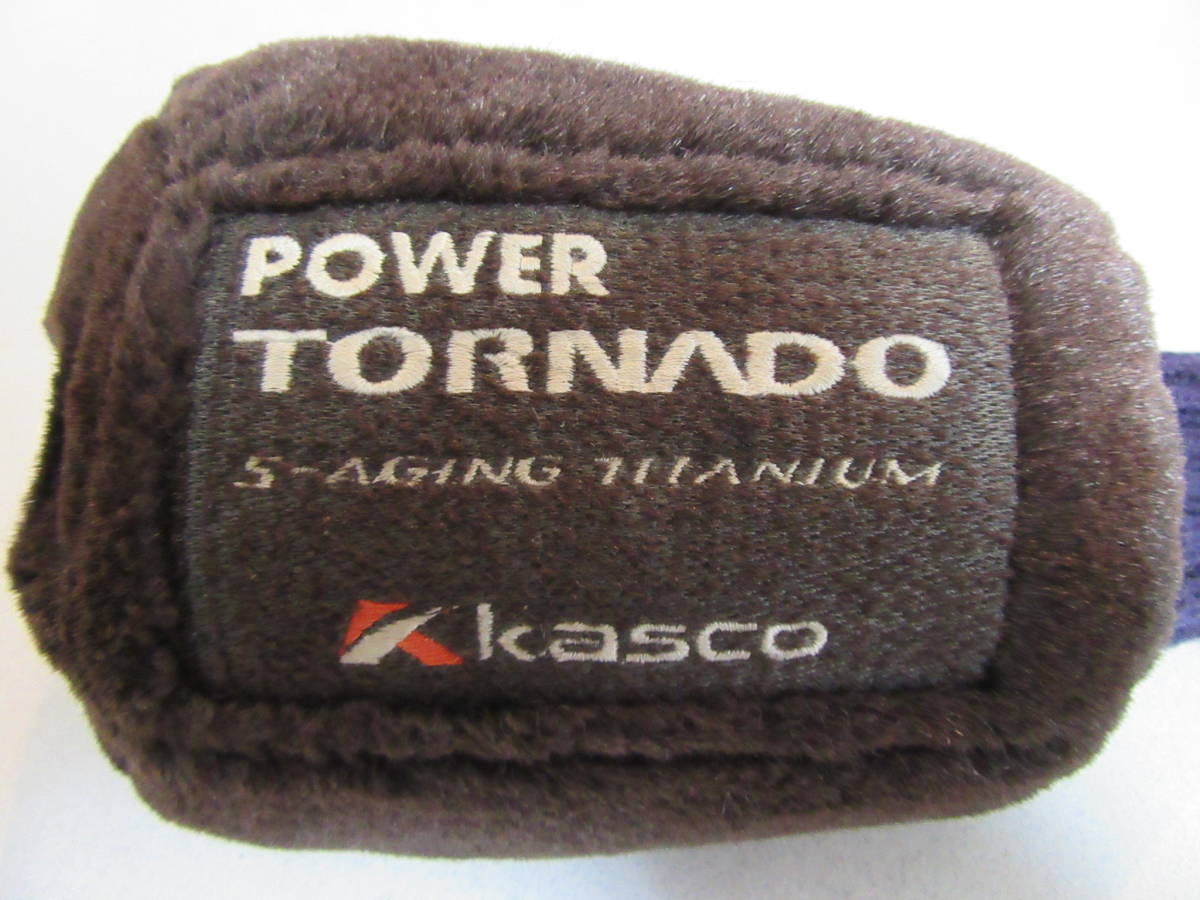 POWER
TORNADO
S-AGING TITANIUM
kasco